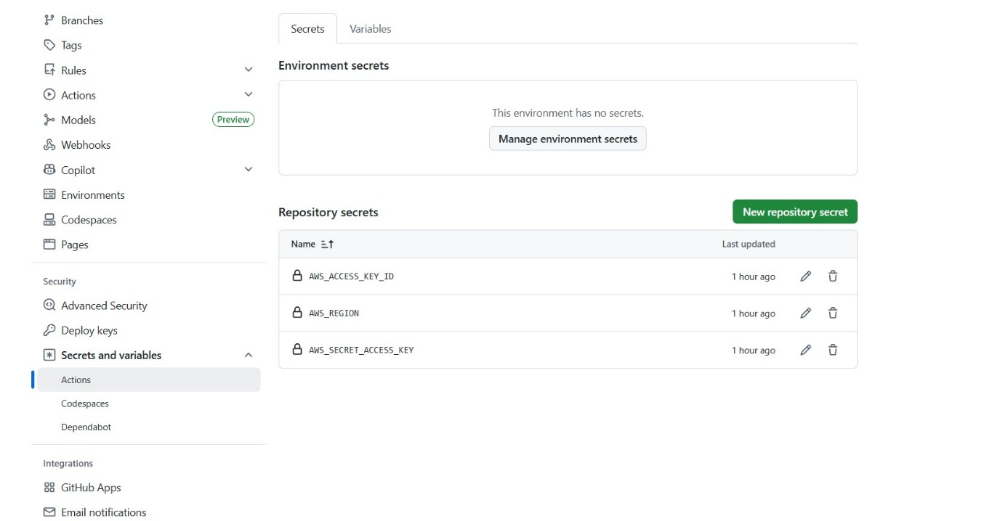 Branches
Tags
Rules
Actions
Models Preview
Webhooks
Copilot
Environments
Codespaces
Pages
Security
Advanced Security
Deploy keys
Secrets and variables
Actions
Codespaces
Dependabot
Integrations
GitHub Apps
Email notifications
Secrets Variables
Environment secrets
This environment has no secrets.
Manage environment secrets
Repository secrets New repository secret
Name Last updated
AWS_ACCESS_KEY_ID 1 hour ago
AWS_REGION 1 hour ago
AWS_SECRET_ACCESS_KEY 1 hour ago